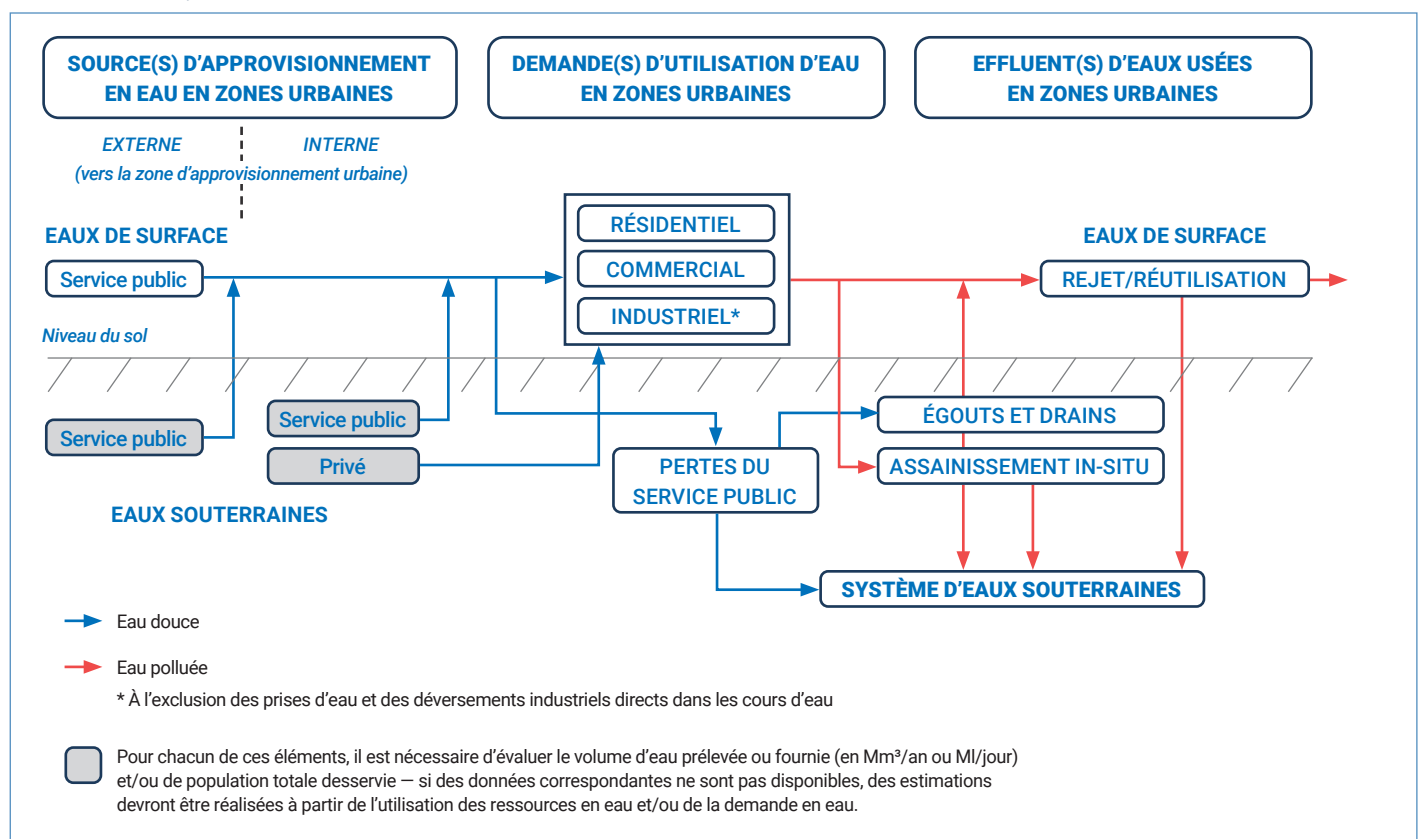 SOURCE(S) D’APPROVISIONNEMENT
EN EAU EN ZONES URBAINES
DEMANDE(S) D’UTILISATION D’EAU
EN ZONES URBAINES
EFFLUENT(S) D’EAUX USÉES
EN ZONES URBAINES
EXTERNE
INTERNE
(vers la zone d’approvisionnement urbaine)
EAUX DE SURFACE
Service public
RÉSIDENTIEL
COMMERCIAL
INDUSTRIEL*
EAUX DE SURFACE
REJET/RÉUTILISATION
Niveau du sol
Service public
Service public
Privé
EAUX SOUTERRAINES
PERTES DU
SERVICE PUBLIC
ÉGOUTS ET DRAINS
ASSAINISSEMENT IN-SITU
SYSTÈME D’EAUX SOUTERRAINES
Eau douce
Eau polluée
* À l’exclusion des prises d’eau et des déversements industriels directs dans les cours d’eau
Pour chacun de ces éléments, il est nécessaire d’évaluer le volume d’eau prélevée ou fournie (en Mm³/an ou Ml/jour)
et/ou de population totale desservie — si des données correspondantes ne sont pas disponibles, des estimations
devront être réalisées à partir de l’utilisation des ressources en eau et/ou de la demande en eau.